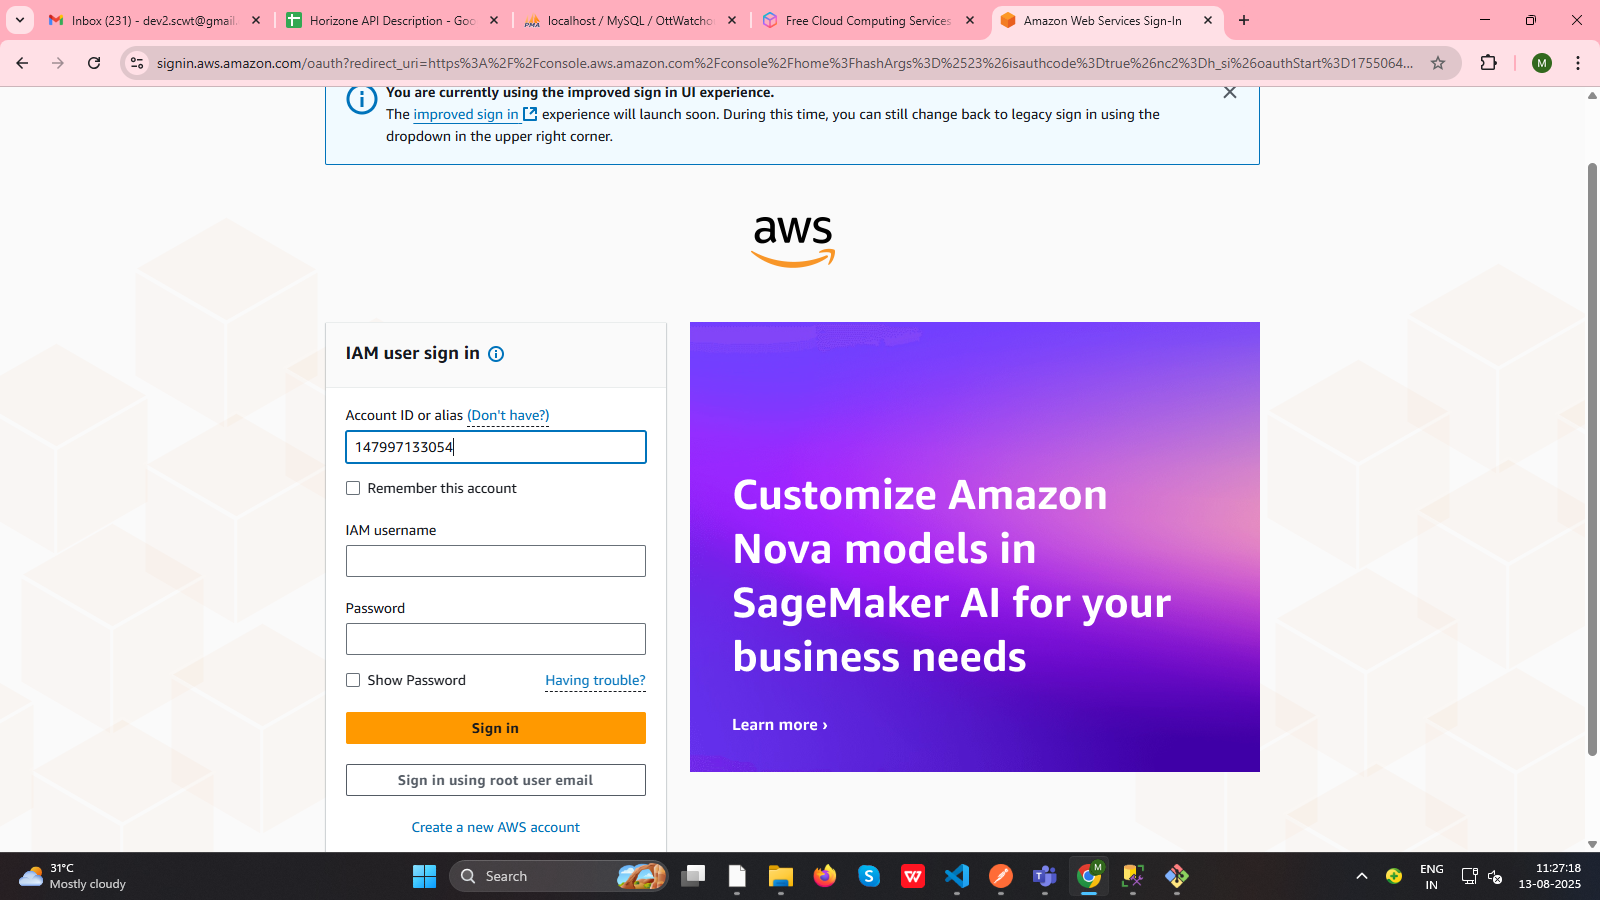 Inbox (231) - dev2.scwt@gmail.
Horizone API Description - Goo
localhost / MySQL / OttWatcho
Free Cloud Computing Services
Amazon Web Services Sign-In
signin.aws.amazon.com/oauth?redirect_uri=https%3A%2F%2Fconsole.aws.amazon.com%2Fconsole%2Fhome%3FhashArgs%3D%2523%26isauthcode%3Dtrue%26nc2%3Dh_si%26oauthStart%3D1755064...
M
You are currently using the improved sign in UI experience.
The improved sign in experience will launch soon. During this time, you can still change back to legacy sign in using the
dropdown in the upper right corner.
aws
IAM user sign in
Account ID or alias (Don't have?)
147997133054
Remember this account
IAM username
Password
Show Password
Having trouble?
Sign in
Sign in using root user email
Create a new AWS account
Customize Amazon
Nova models in
SageMaker AI for your
business needs
Learn more ›
31°C
Mostly cloudy
Search
M
ENG
IN
11:27:18
13-08-2025